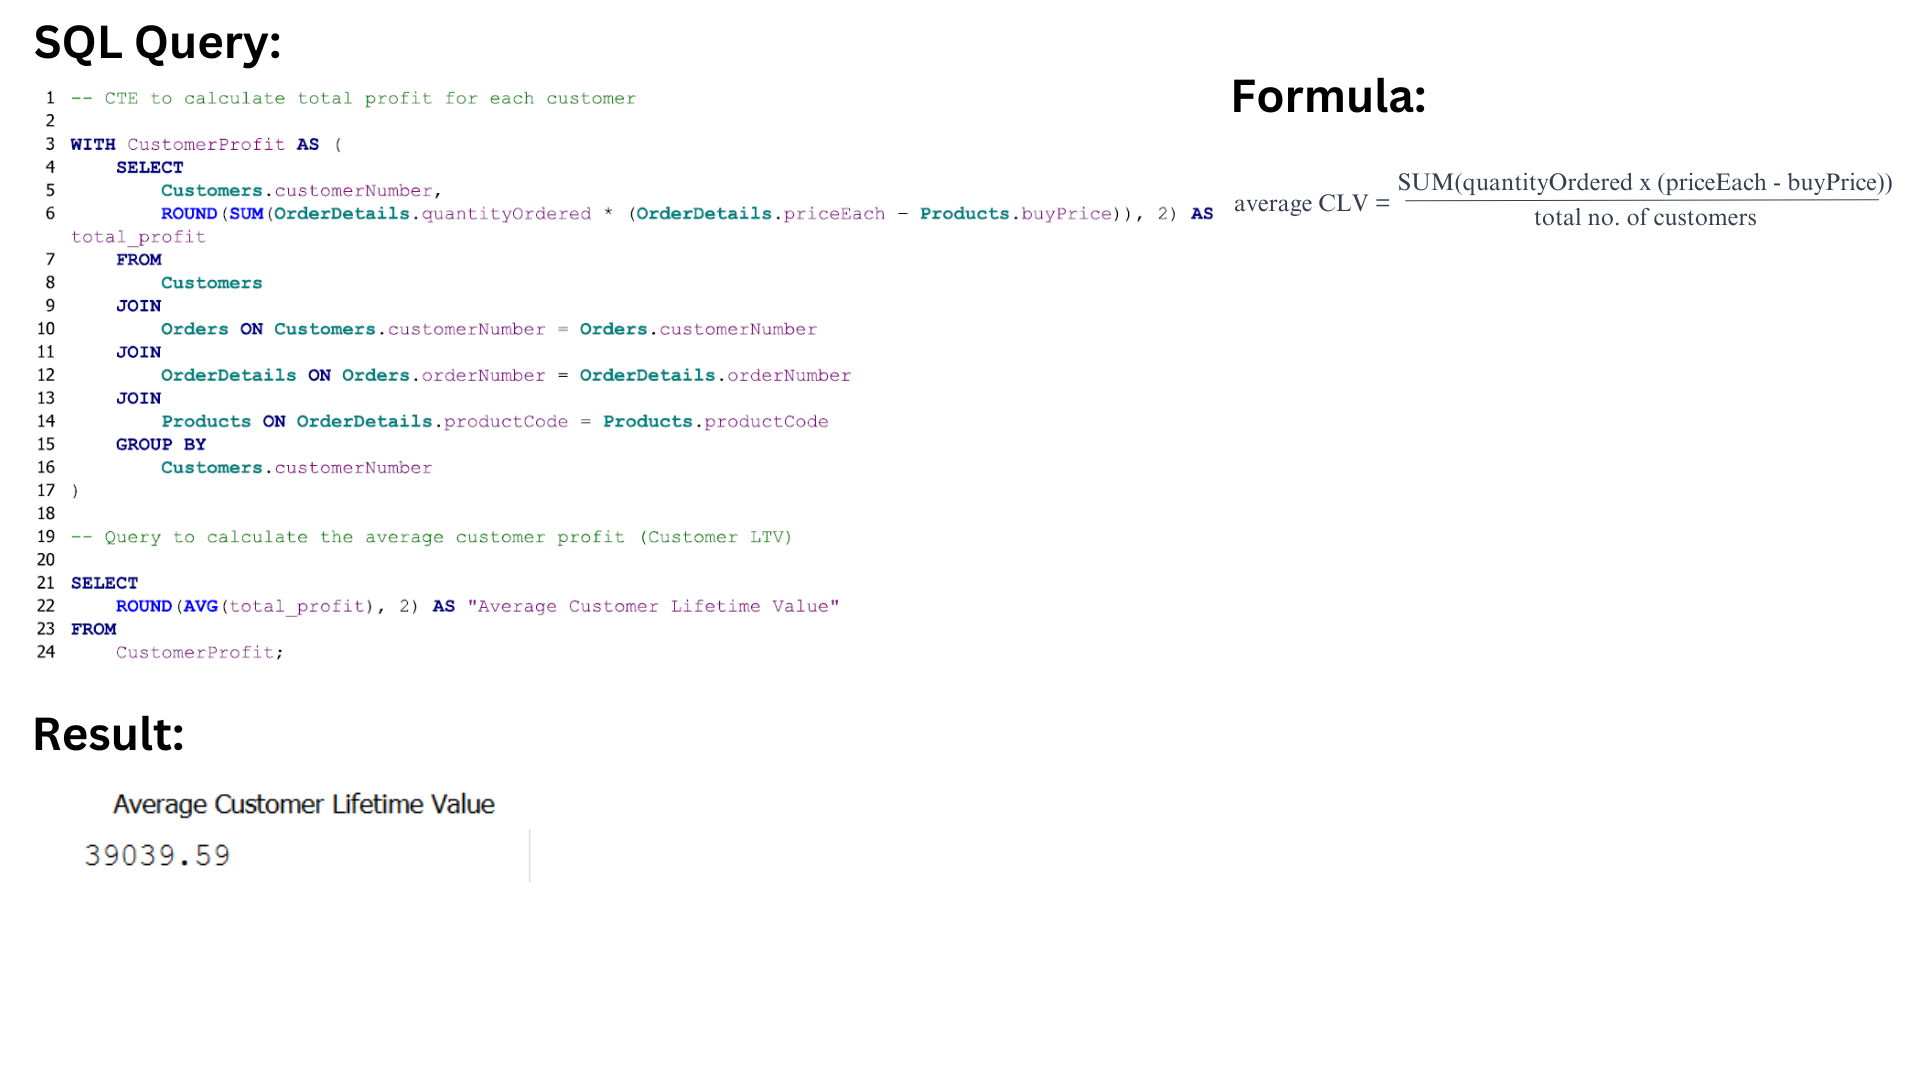 SQL Query:
1 -- CTE to calculate total profit for each customer
2
3 WITH CustomerProfit AS (
4 SELECT
5 Customers.customerNumber,
6 ROUND(SUM(OrderDetails.quantityOrdered * (OrderDetails.priceEach - Products.buyPrice)), 2) AS
total_profit
7 FROM
8 Customers
9 JOIN
10 Orders ON Customers.customerNumber = Orders.customerNumber
11 JOIN
12 OrderDetails ON Orders.orderNumber = OrderDetails.orderNumber
13 JOIN
14 Products ON OrderDetails.productCode = Products.productCode
15 GROUP BY
16 Customers.customerNumber
17 )
18
19 -- Query to calculate the average customer profit (Customer LTV)
20
21 SELECT
22 ROUND(AVG(total_profit), 2) AS "Average Customer Lifetime Value"
23 FROM
24 CustomerProfit;
Formula:
SUM(quantityOrdered x (priceEach - buyPrice))
average CLV =
total no. of customers
Result:
Average Customer Lifetime Value
39039.59